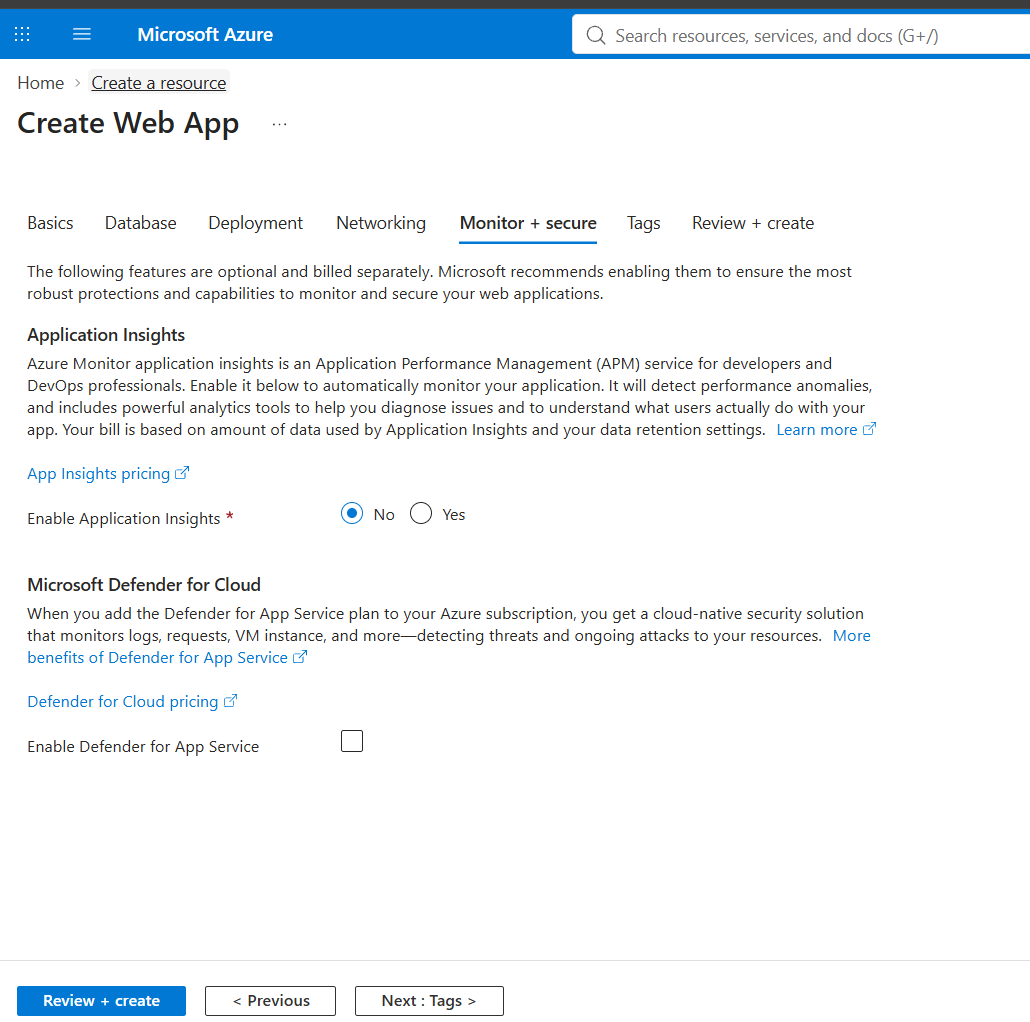 Microsoft Azure
Search resources, services, and docs (G+/)
Home > Create a resource
Create Web App ...
Basics Database Deployment Networking Monitor + secure Tags Review + create
The following features are optional and billed separately. Microsoft recommends enabling them to ensure the most
robust protections and capabilities to monitor and secure your web applications.
Application Insights
Azure Monitor application insights is an Application Performance Management (APM) service for developers and
DevOps professionals. Enable it below to automatically monitor your application. It will detect performance anomalies,
and includes powerful analytics tools to help you diagnose issues and to understand what users actually do with your
app. Your bill is based on amount of data used by Application Insights and your data retention settings. Learn more
App Insights pricing
Enable Application Insights * No Yes
Microsoft Defender for Cloud
When you add the Defender for App Service plan to your Azure subscription, you get a cloud-native security solution
that monitors logs, requests, VM instance, and more—detecting threats and ongoing attacks to your resources. More
benefits of Defender for App Service
Defender for Cloud pricing
Enable Defender for App Service
Review + create < Previous Next : Tags >